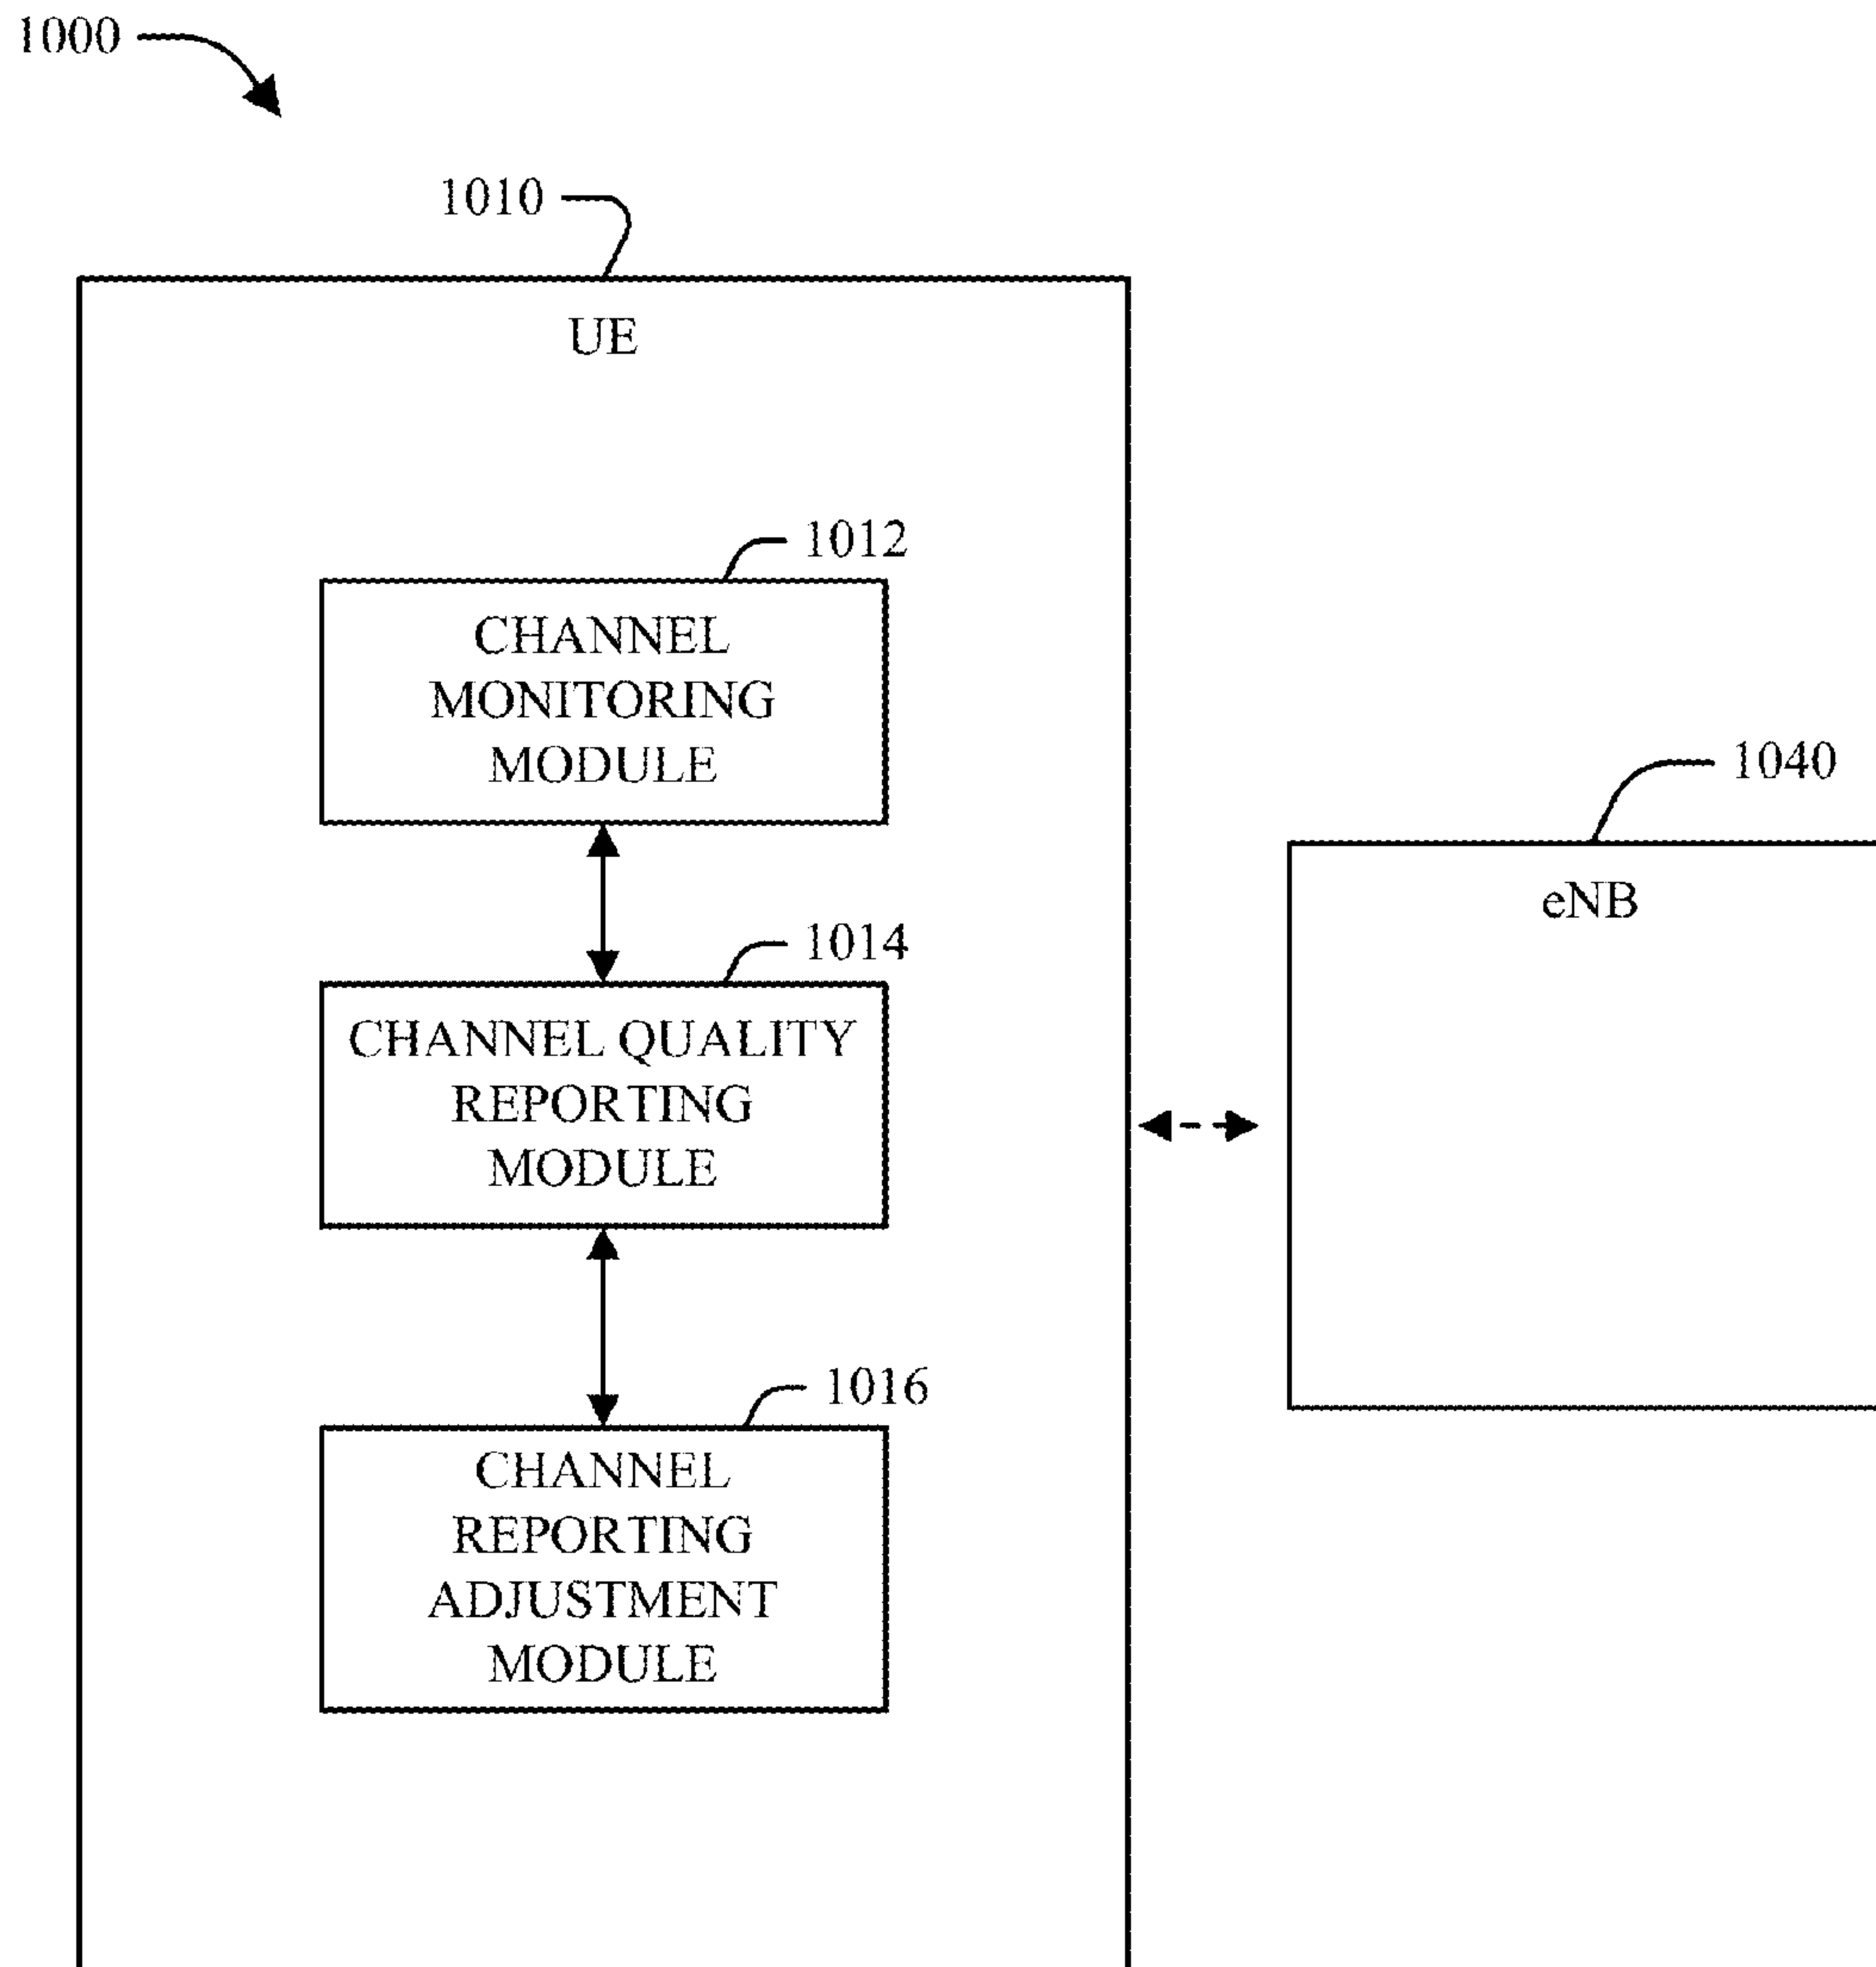 1000
1010
UE
1012
CHANNEL
MONITORING
MODULE
1040
eNB
1014
CHANNEL QUALITY
REPORTING
MODULE
1016
CHANNEL
REPORTING
ADJUSTMENT
MODULE